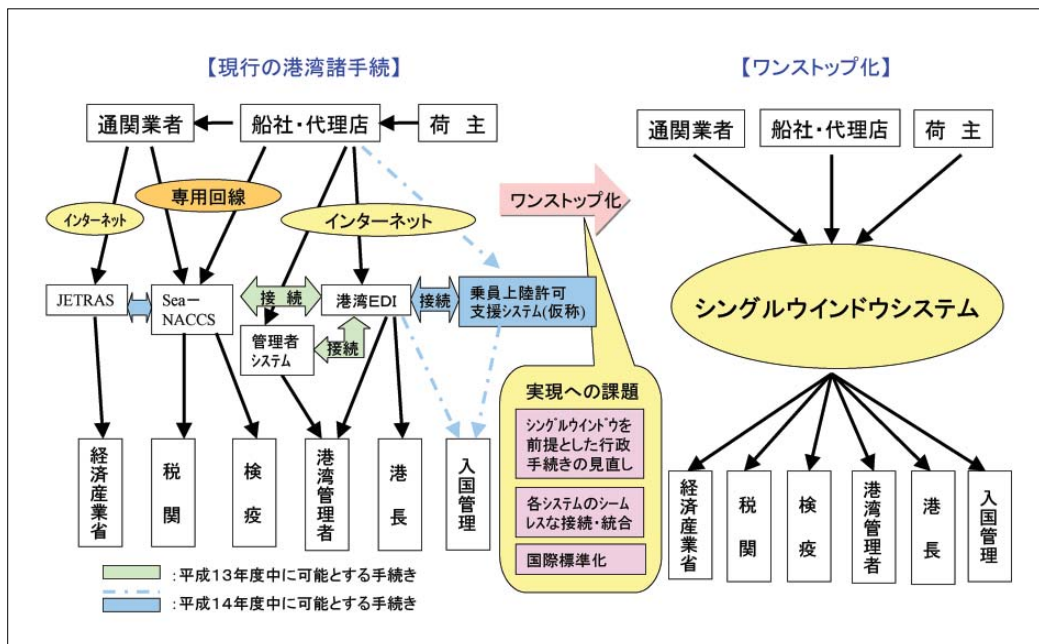 【現行の港湾諸手続】
通関業者
船社・代理店
荷 主
インターネット
専用回線
インターネット
JETRAS
Seaー
NACCS
接 続
港湾EDI
接続
乗員上陸許可
支援システム(仮称)
管理者
システム
接続
経済産業省
税関
検疫
港湾管理者
港長
入国管理
:平成13年度中に可能とする手続き
:平成14年度中に可能とする手続き
ワンストップ化
実現への課題
シングルウインドウを
前提とした行政
手続きの見直し
各システムのシーム
レスな接続・統合
国際標準化
【ワンストップ化】
通関業者
船社・代理店
荷 主
シングルウインドウシステム
経済産業省
税関
検疫
港湾管理者
港長
入国管理